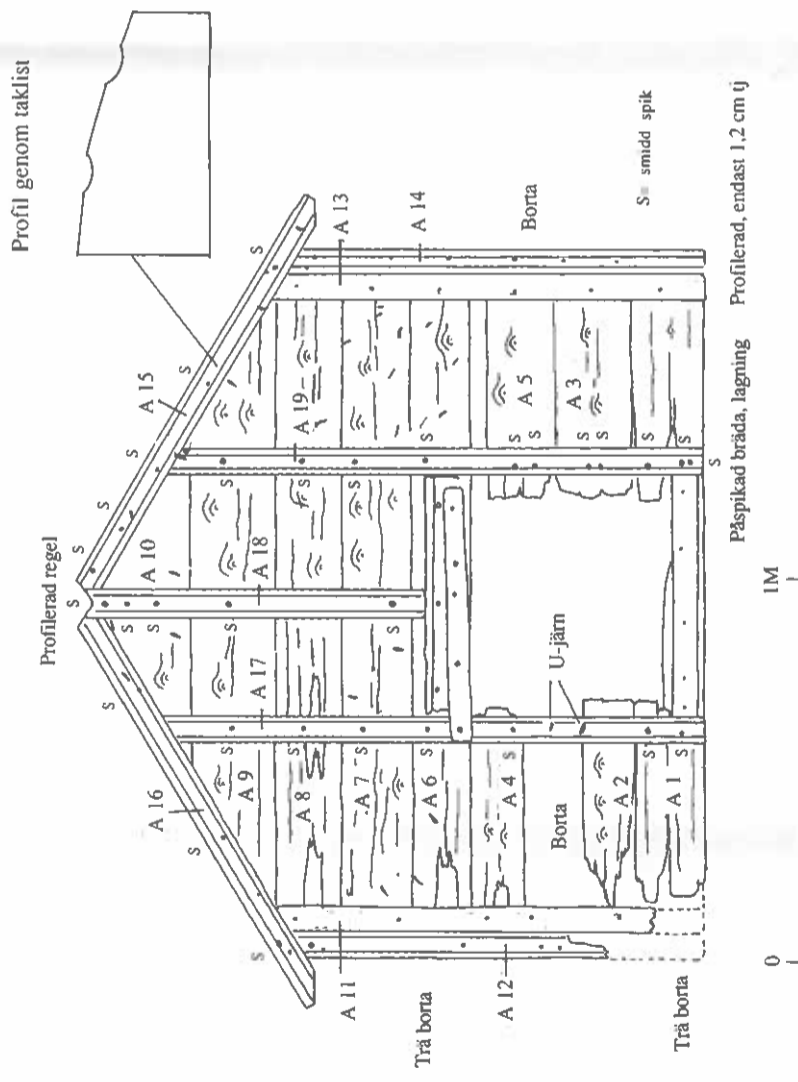 Profil genom taklist
Profilerad regel
S
S
S
S
S
S
S
S
A 15
A 16
A 10
S
S
A 9
A 17
S
S
A 18
A 19
S
S
A 8
S
S
A 7
S
S
A 13
A 11
A 6
S
S
S
A 14
Trä borta
A 4
S
S
S
A 5
Borta
A 12
Borta
U-järn
S
S
A 3
A 2
S
S
S= smidd spik
A 1
S
S
Trä borta
S
Påspikad bräda, lagning
Profilerad, endast 1,2 cm tj
0
1M